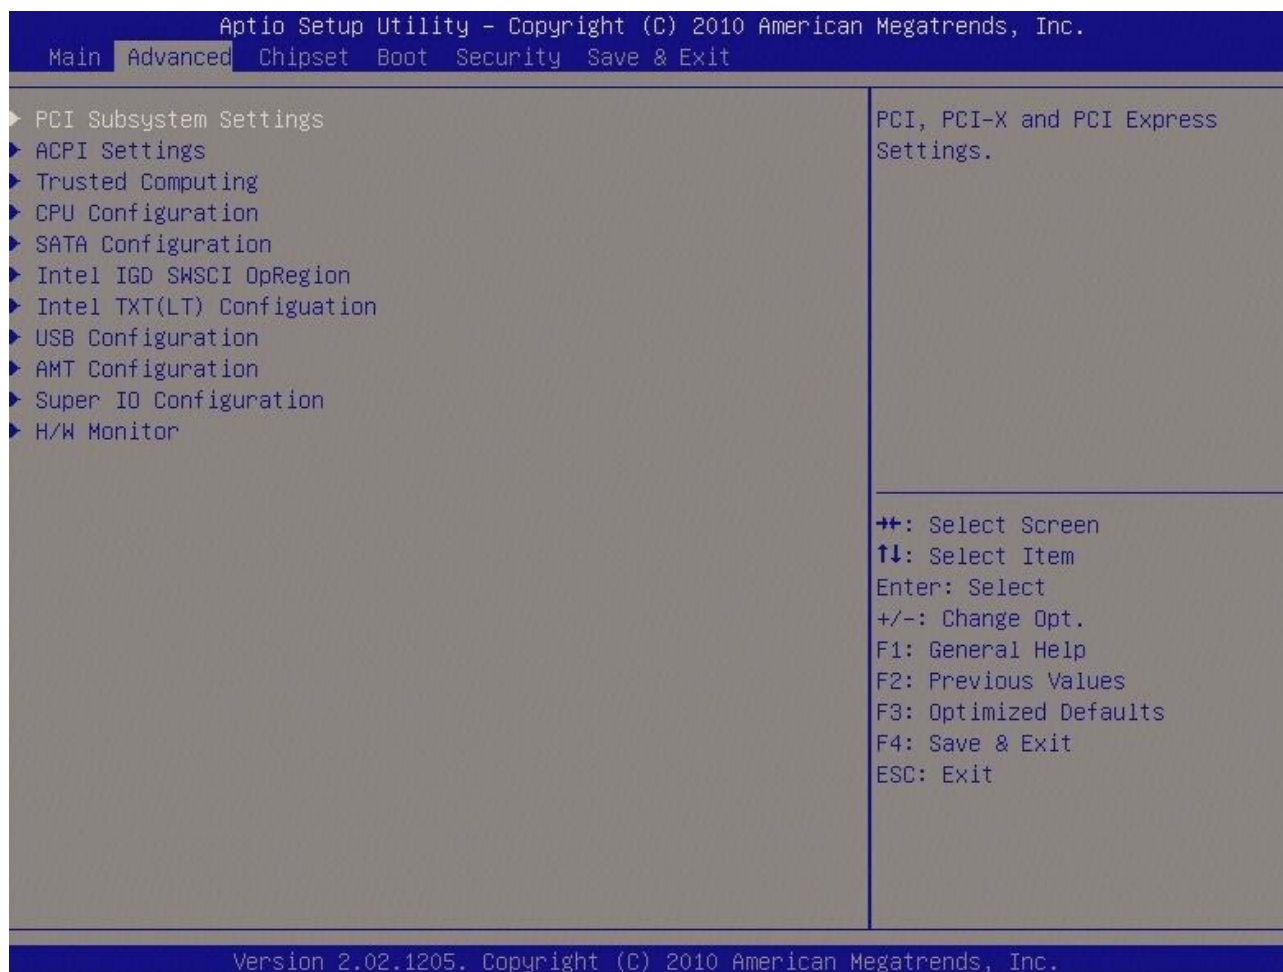 Aptio Setup Utility – Copyright (C) 2010 American Megatrends, Inc.
Main Advanced Chipset Boot Security Save & Exit
PCI Subsystem Settings
ACPI Settings
Trusted Computing
CPU Configuration
SATA Configuration
Intel IGD SWSCI OpRegion
Intel TXT(LT) Configuation
USB Configuration
AMT Configuration
Super IO Configuration
H/W Monitor
PCI, PCI-X and PCI Express
Settings.
→←: Select Screen
↑↓: Select Item
Enter: Select
+/-: Change Opt.
F1: General Help
F2: Previous Values
F3: Optimized Defaults
F4: Save & Exit
ESC: Exit
Version 2.02.1205. Copyright (C) 2010 American Megatrends, Inc.